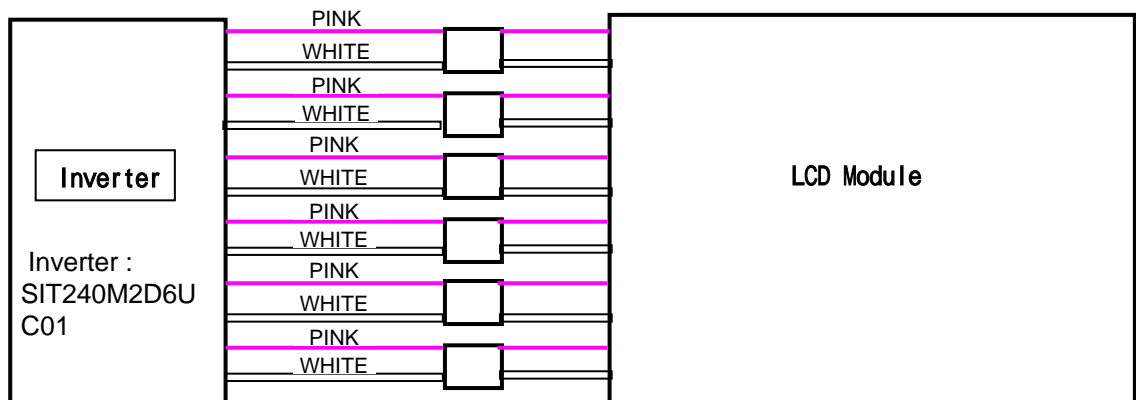 PINK
WHITE
PINK
WHITE
PINK
Inverter
WHITE
LCD Module
PINK
WHITE
Inverter :
SIT240M2D6U
C01
PINK
WHITE
PINK
WHITE